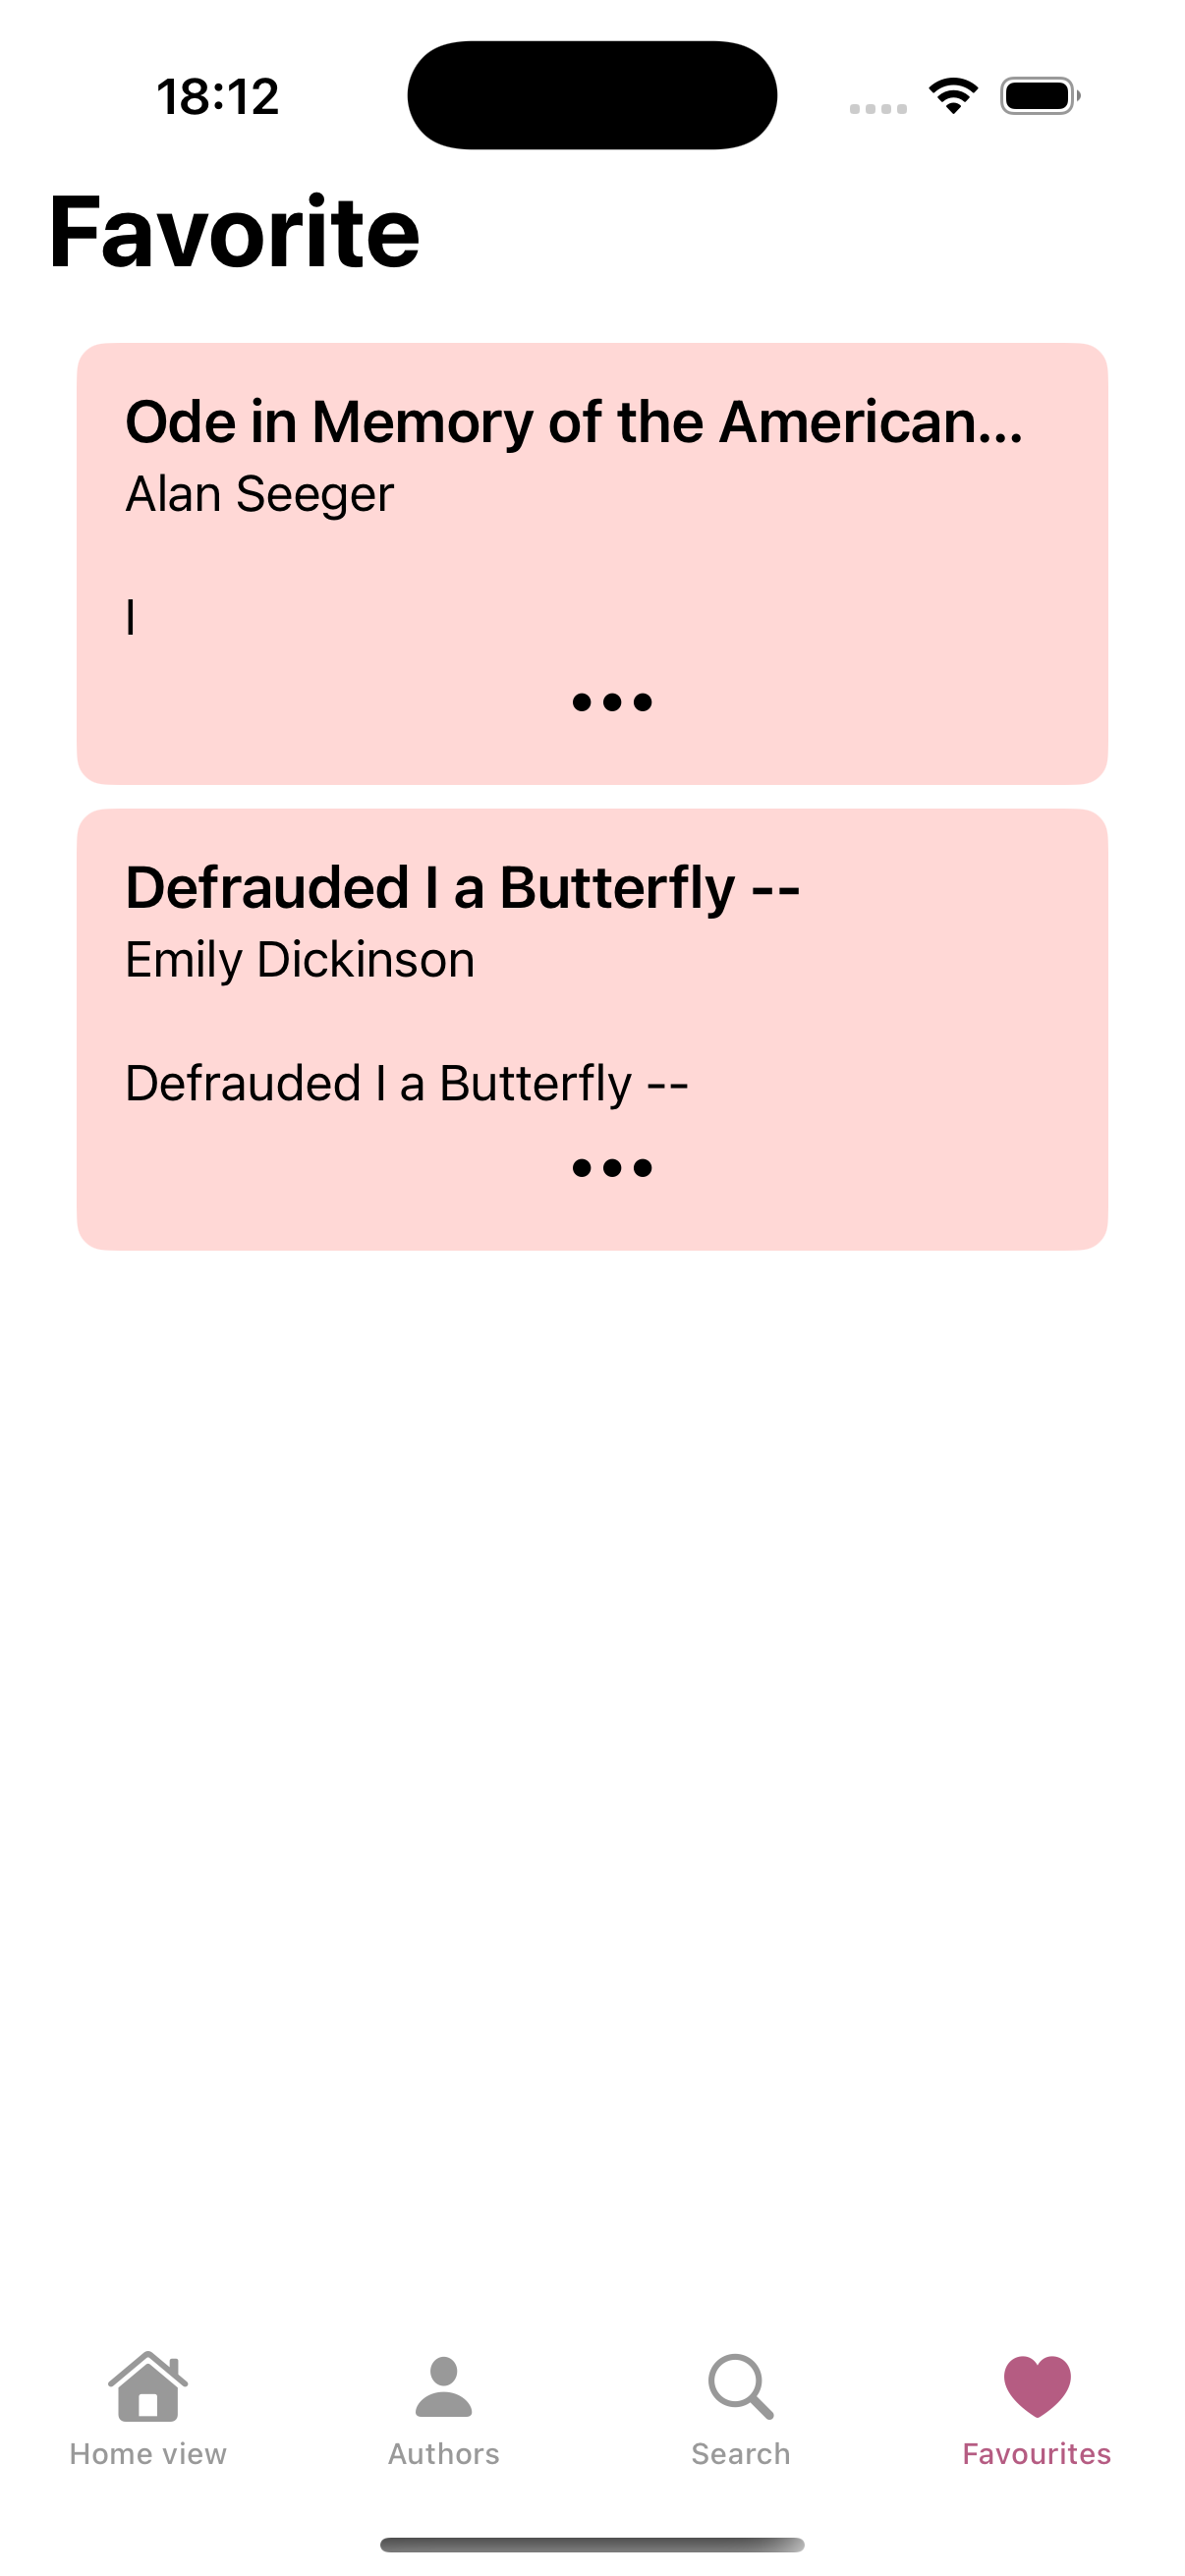 18:12
Favorite
Ode in Memory of the American...
Alan Seeger
I
•••
Defrauded I a Butterfly --
Emily Dickinson
Defrauded I a Butterfly --
•••
Home view
Authors
Search
Favourites